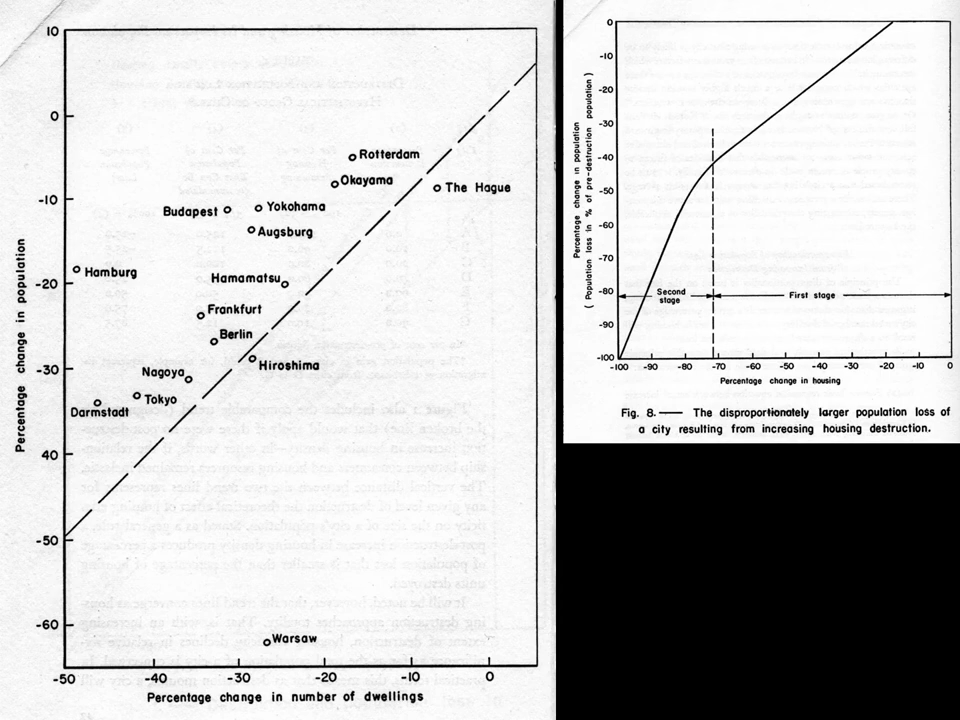 10
0
-10
-20
-30
40
-50
-60
Percentage change in population
Rotterdam
Okayama
The Hague
Budapest
Yokohama
Augsburg
Hamburg
Hamamatsu
Frankfurt
Berlin
Hiroshima
Nagoya
Tokyo
Darmstadt
Warsaw
-50
-40
-30
-20
-10
0
Percentage change in number of dwellings
0
-10
-20
-30
-40
-50
-60
-70
-80
-90
-100
Percentage change in population
( Population loss in % of pre-destruction population )
Second
stage
First stage
-100 -90 -80 -70 -60 -50 -40 -30 -20 -10 0
Percentage change in housing
Fig. 8.— The disproportionately larger population loss of
a city resulting from increasing housing destruction.